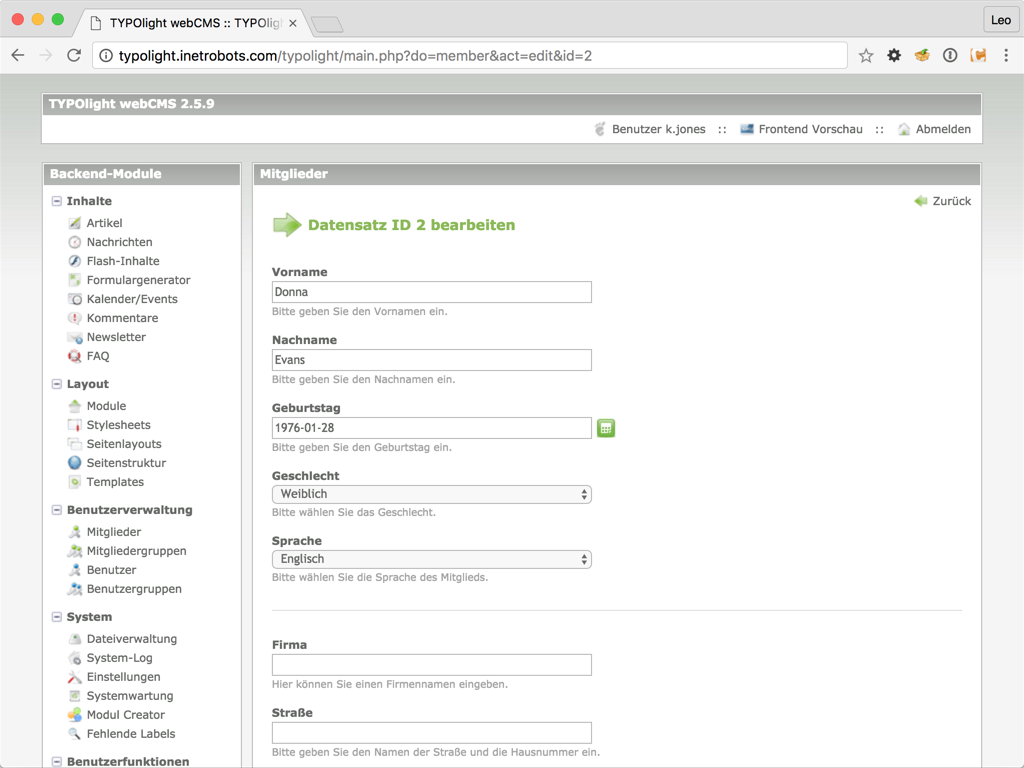 TYPOlight webCMS :: TYPOlig
Leo
typolight.inetrobots.com/typolight/main.php?do=member&act=edit&id=2
TYPOlight webCMS 2.5.9
Benutzer k.jones :: Frontend Vorschau :: Abmelden
Backend-Module
Inhalte
Artikel
Nachrichten
Flash-Inhalte
Formulargenerator
Kalender/Events
Kommentare
Newsletter
FAQ
Layout
Module
Stylesheets
Seitenlayouts
Seitenstruktur
Templates
Benutzerverwaltung
Mitglieder
Mitgliedergruppen
Benutzer
Benutzergruppen
System
Dateiverwaltung
System-Log
Einstellungen
Systemwartung
Modul Creator
Fehlende Labels
Benutzerfunktionen
Mitglieder
Zurück
Datensatz ID 2 bearbeiten
Vorname
Donna
Bitte geben Sie den Vornamen ein.
Nachname
Evans
Bitte geben Sie den Nachnamen ein.
Geburtstag
1976-01-28
Bitte geben Sie den Geburtstag ein.
Geschlecht
Weiblich
Bitte wählen Sie das Geschlecht.
Sprache
Englisch
Bitte wählen Sie die Sprache des Mitglieds.
Firma
Hier können Sie einen Firmennamen eingeben.
Straße
Bitte geben Sie den Namen der Straße und die Hausnummer ein.